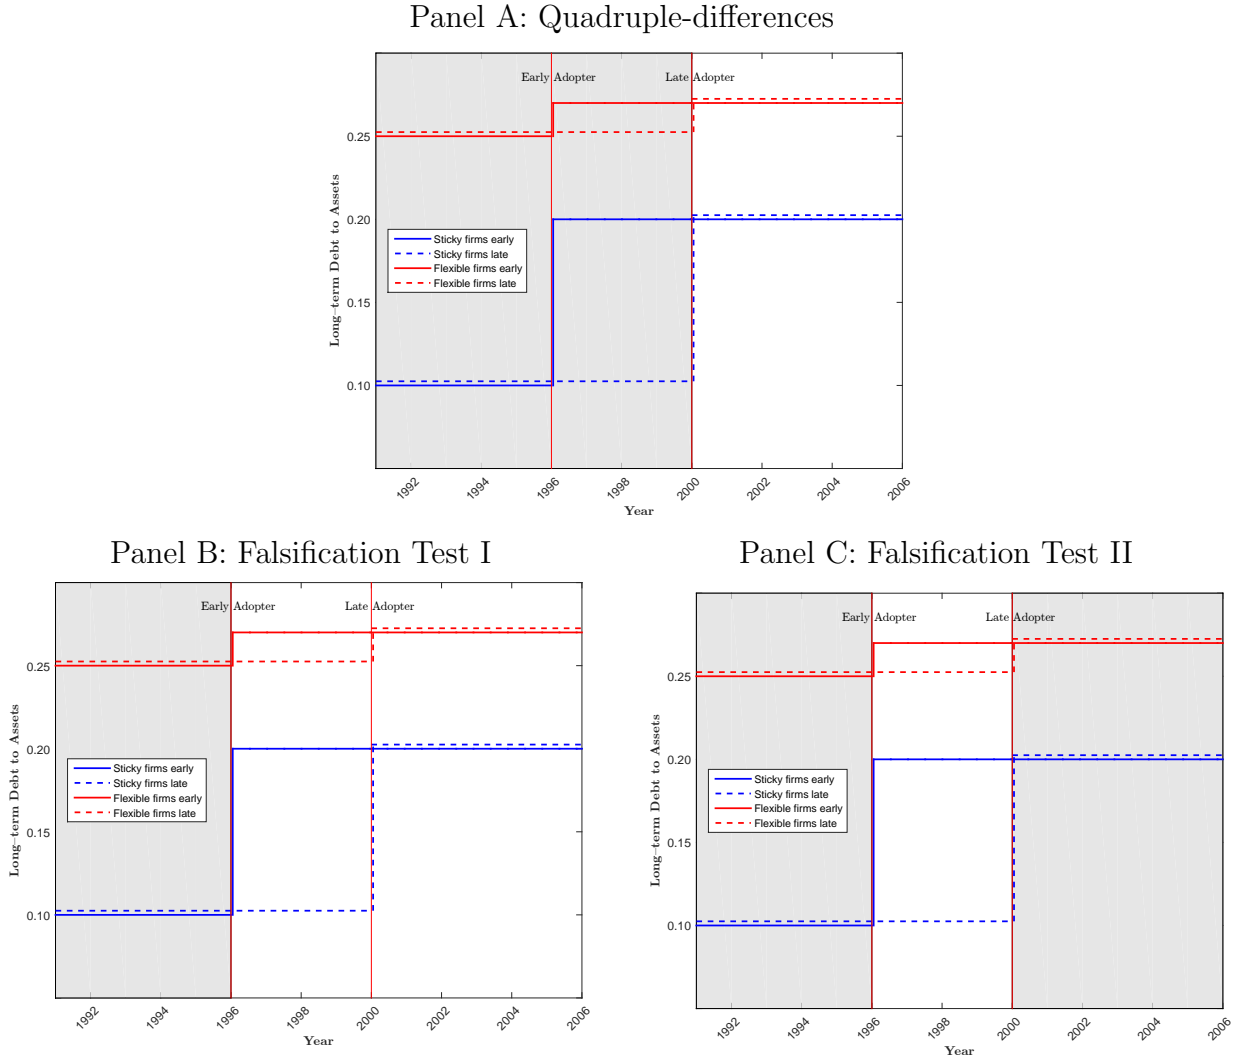 Panel A: Quadruple-differences
Early Adopter
Late Adopter
0.25
0.20
0.15
0.10
Long–term Debt to Assets
Sticky firms early
Sticky firms late
Flexible firms early
Flexible firms late
1992
1994
1996
1998
2000
2002
2004
2006
Year
Panel B: Falsification Test I
Early Adopter
Late Adopter
0.25
0.20
0.15
0.10
Long–term Debt to Assets
Sticky firms early
Sticky firms late
Flexible firms early
Flexible firms late
1992
1994
1996
1998
2000
2002
2004
2006
Year
Panel C: Falsification Test II
Early Adopter
Late Adopter
0.25
0.20
0.15
0.10
Long–term Debt to Assets
Sticky firms early
Sticky firms late
Flexible firms early
Flexible firms late
1992
1994
1996
1998
2000
2002
2004
2006
Year